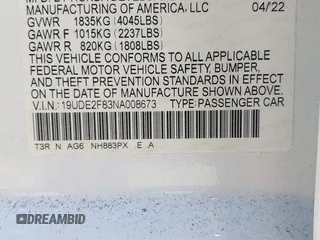 MANUFACTURING OF AMERICA, LLC 04/22
GVWR 1835KG (4045LBS)
GAWR F 1015KG (2237LBS)
GAWR R 820KG (1808LBS)
THIS VEHICLE CONFORMS TO ALL APPLICABLE
FEDERAL MOTOR VEHICLE SAFETY, BUMPER,
AND THEFT PREVENTION STANDARDS IN EFFECT
ON THE DATE OF MANUFACTURE SHOWN ABOVE.
V.I.N.: 19UDE2F83NA008673 TYPE: PASSENGER CAR
T3R N AG6 NH883PX E A
DREAMBID